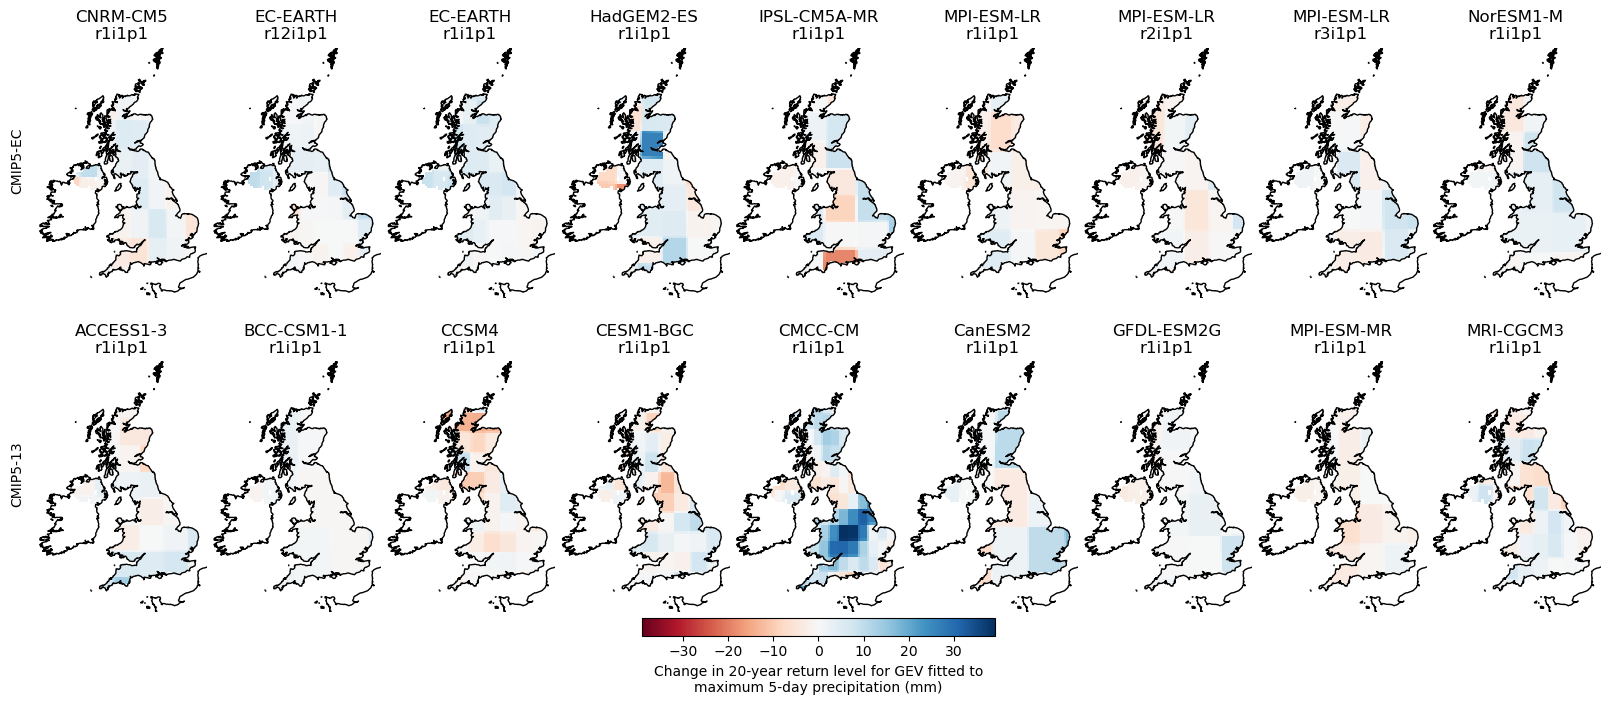 CNRM-CM5
r1i1p1
EC-EARTH
r12i1p1
EC-EARTH
r1i1p1
HadGEM2-ES
r1i1p1
IPSL-CM5A-MR
r1i1p1
MPI-ESM-LR
r1i1p1
MPI-ESM-LR
r2i1p1
MPI-ESM-LR
r3i1p1
NorESM1-M
r1i1p1
CMIP5-EC
ACCESS1-3
r1i1p1
BCC-CSM1-1
r1i1p1
CCSM4
r1i1p1
CESM1-BGC
r1i1p1
CMCC-CM
r1i1p1
CanESM2
r1i1p1
GFDL-ESM2G
r1i1p1
MPI-ESM-MR
r1i1p1
MRI-CGCM3
r1i1p1
CMIP5-13
−30 −20 −10 0 10 20 30
Change in 20-year return level for GEV fitted to
maximum 5-day precipitation (mm)